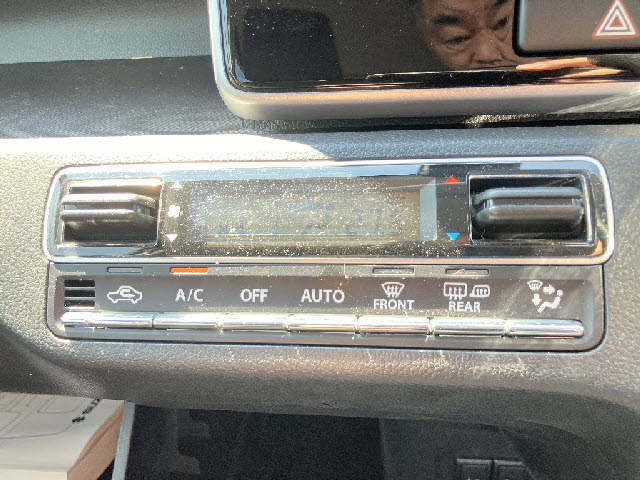 A/C OFF AUTO FRONT REAR